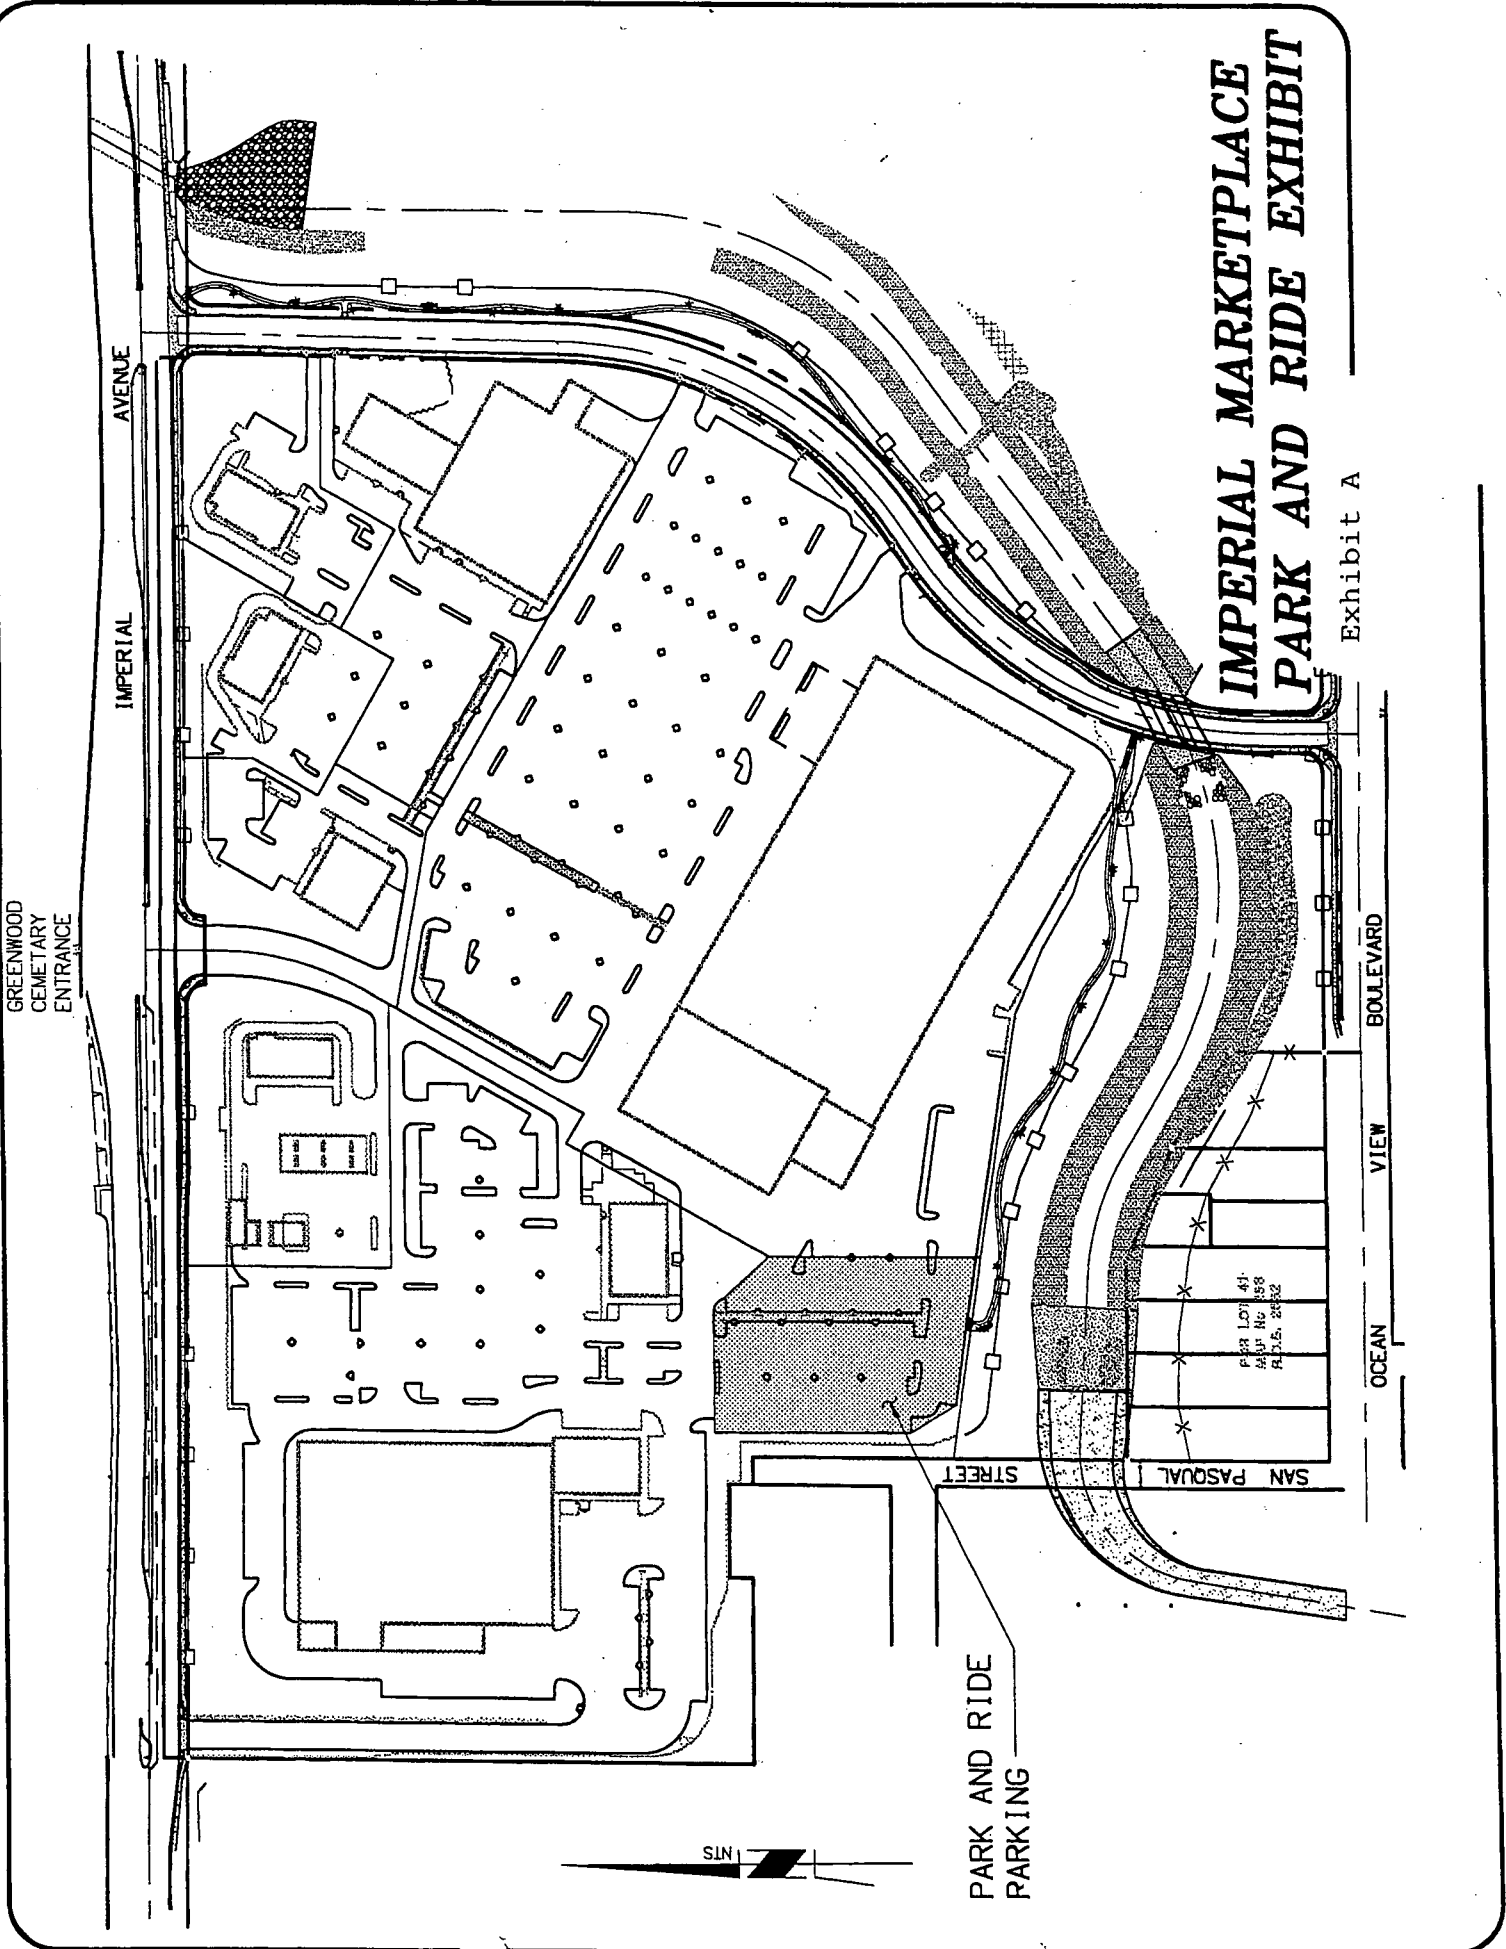 GREENWOOD
CEMETARY
ENTRANCE
IMPERIAL AVENUE
IMPERIAL MARKETPLACE
PARK AND RIDE EXHIBIT
Exhibit A
OCEAN VIEW BOULEVARD
SAN PASQUAL STREET
PARK AND RIDE
PARKING
NTS